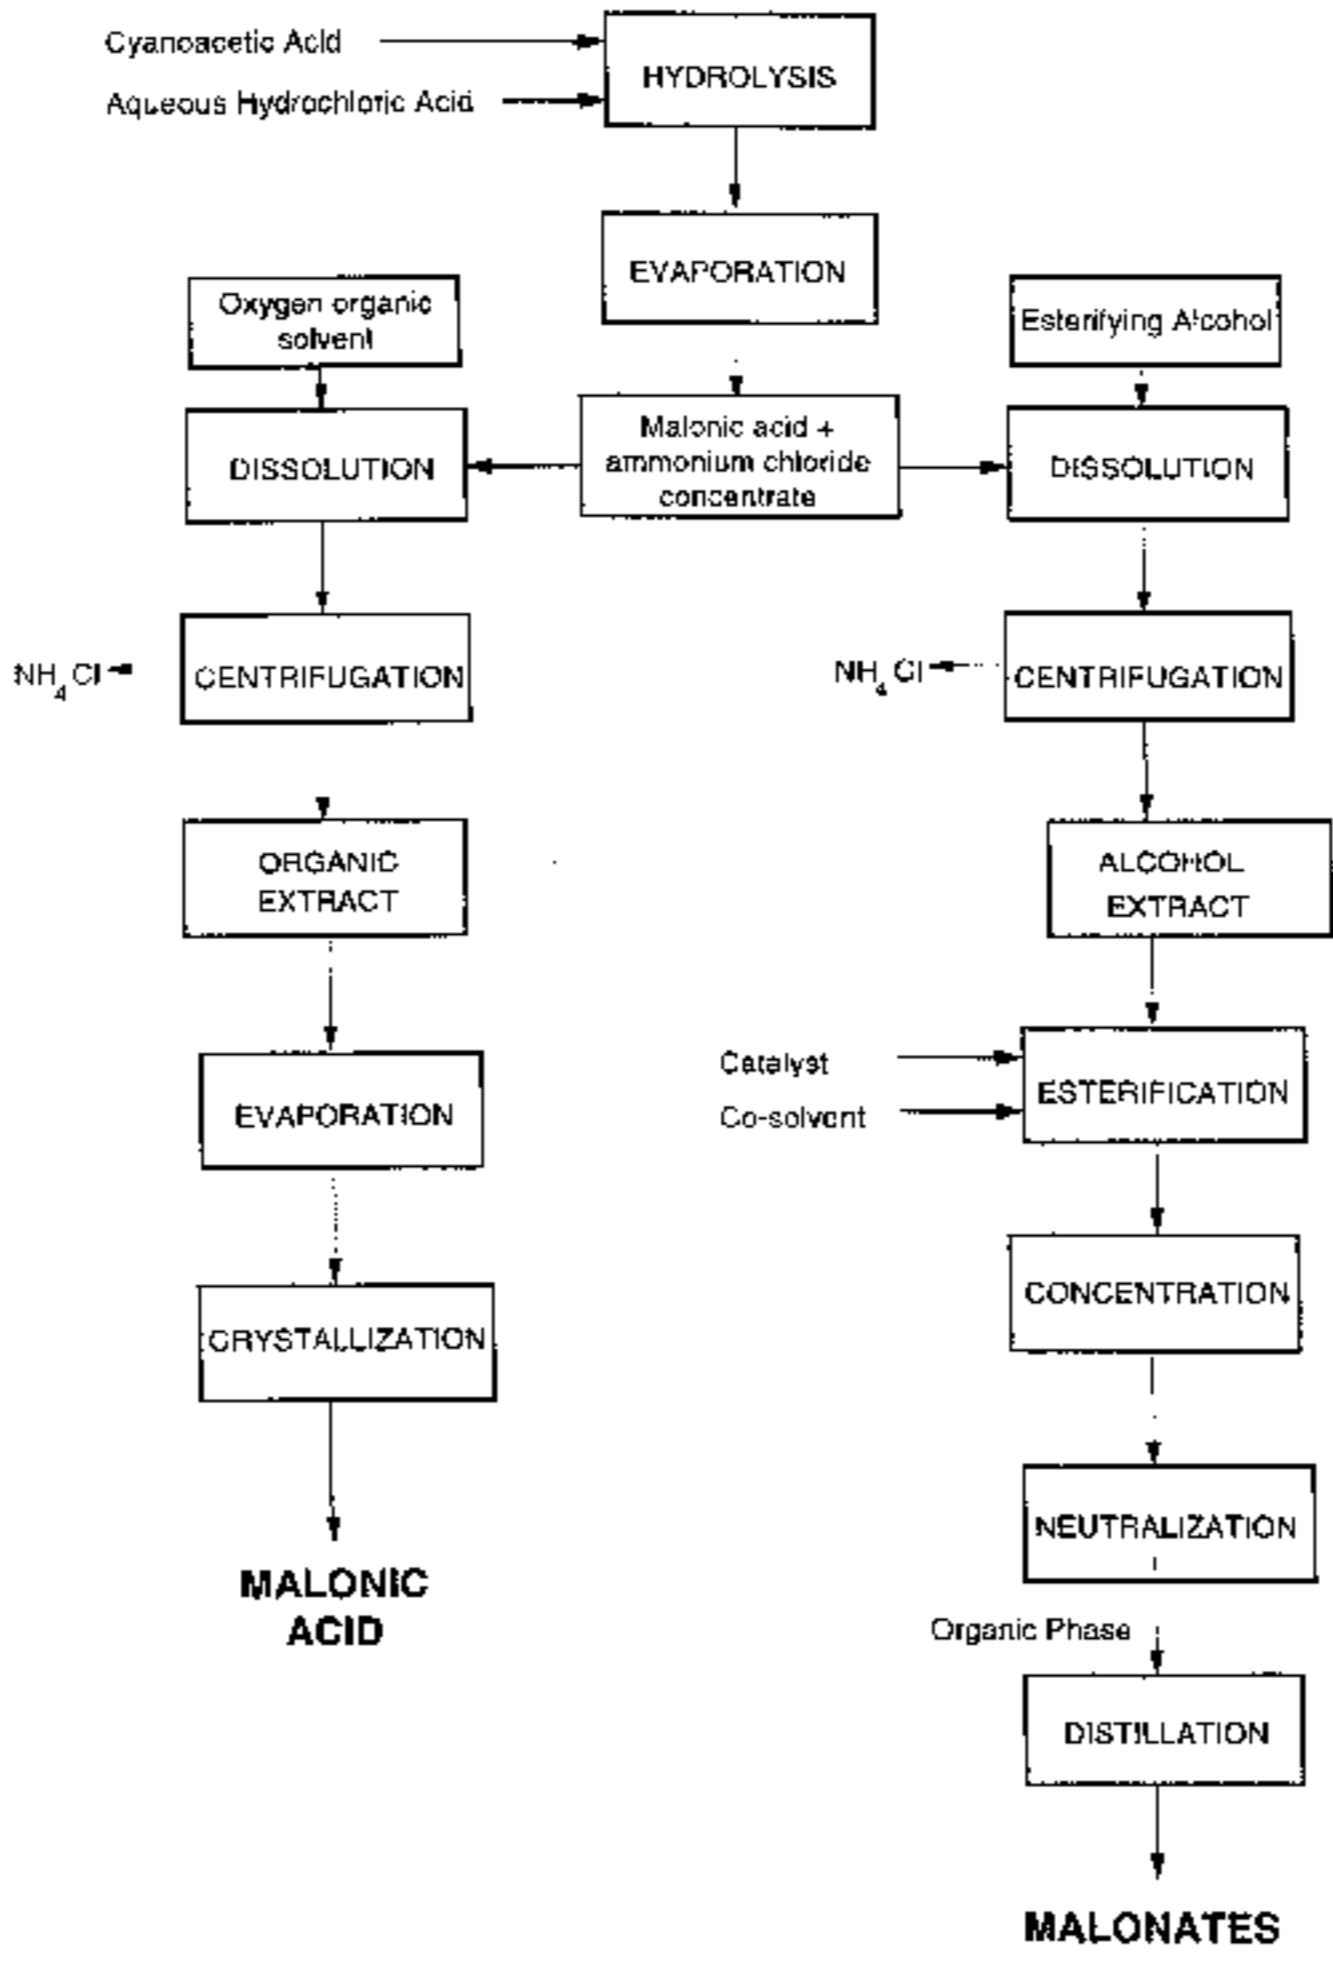 Cyanoacetic Acid
Aqueous Hydrochloric Acid
HYDROLYSIS
EVAPORATION
Oxygen organic
solvent
Esterifying Alcohol
DISSOLUTION
Malonic acid +
ammonium chloride
concentrate
DISSOLUTION
NH4Cl
CENTRIFUGATION
NH4Cl
CENTRIFUGATION
ORGANIC
EXTRACT
ALCOHOL
EXTRACT
Catalyst
Co-solvent
ESTERIFICATION
EVAPORATION
CONCENTRATION
CRYSTALLIZATION
NEUTRALIZATION
MALONIC
ACID
Organic Phase
DISTILLATION
MALONATES